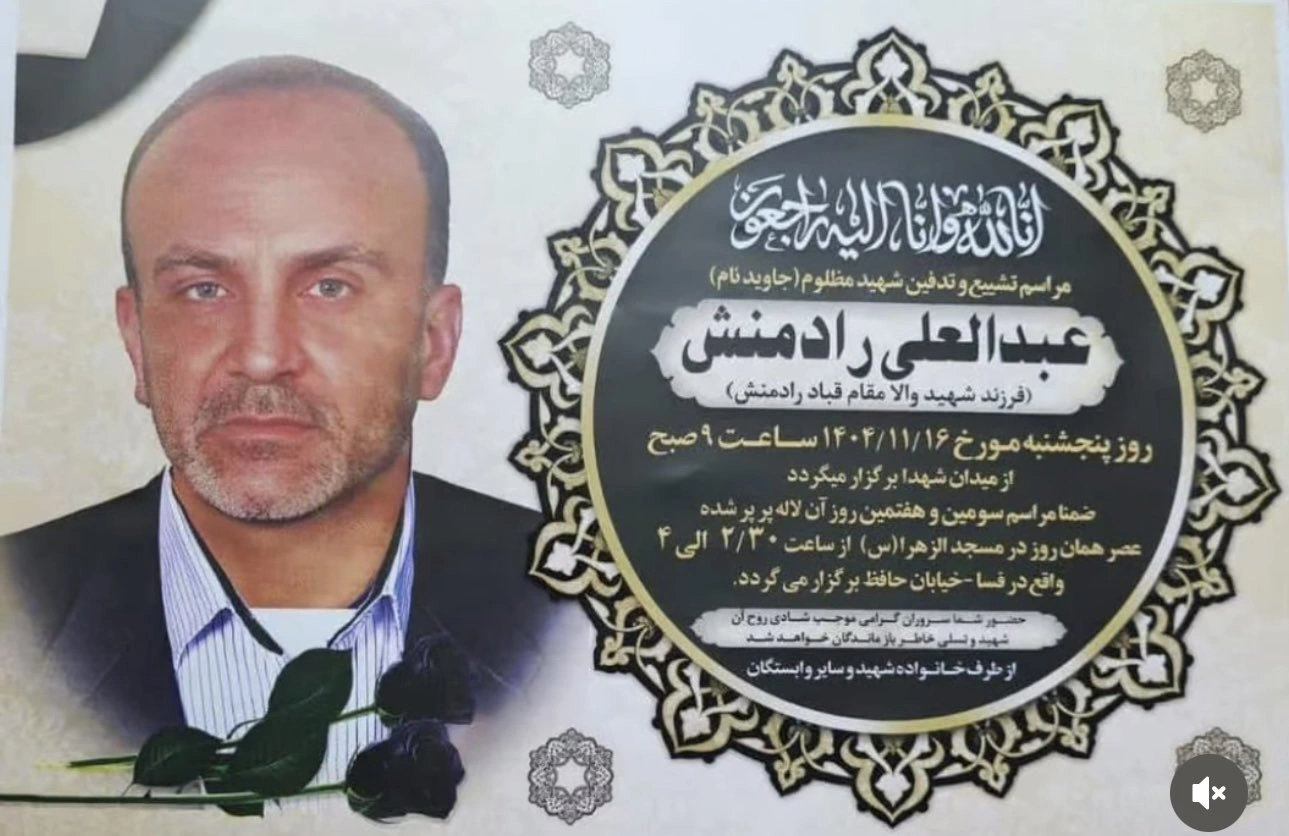 انا لله وانا الیه راجعون
مراسم تشییع و تدفین شهید مظلوم (جاوید نام)
عبدالعلی رادمنش
(فرزند شهید والا مقام قباد رادمنش)
روز پنجشنبه مورخ ۱۴۰۴/۱۱/۱۶ ساعت ۹ صبح
از میدان شهدا برگزار میگردد
ضمنا مراسم سومین و هفتمین روز آن لاله پر پر شده
عصر همان روز در مسجد الزهرا(س) از ساعت ۲/۳۰ الی ۴
واقع در فسا -خیابان حافظ برگزار می گردد.
حضور شما سروران گرامی موجب شادی روح آن
شهید و تسلی خاطر بازماندگان خواهد شد
از طرف خانواده شهید و سایر وابستگان